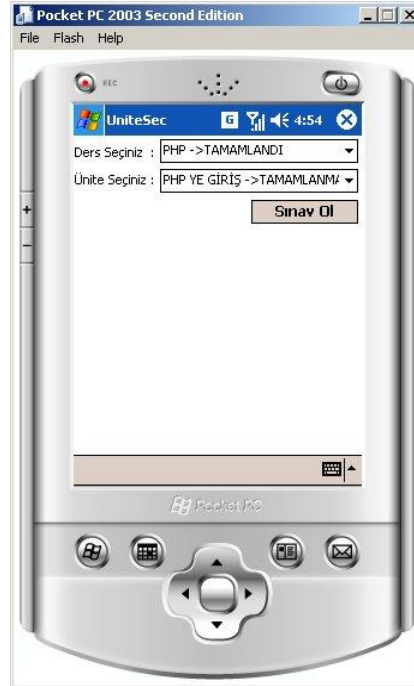 Pocket PC 2003 Second Edition
File Flash Help
REC
UniteSec G 4:54
Ders Seçiniz : PHP ->TAMAMLANDI
Ünite Seçiniz : PHP YE GİRİŞ ->TAMAMLANM
Sınav Ol
Pocket PC